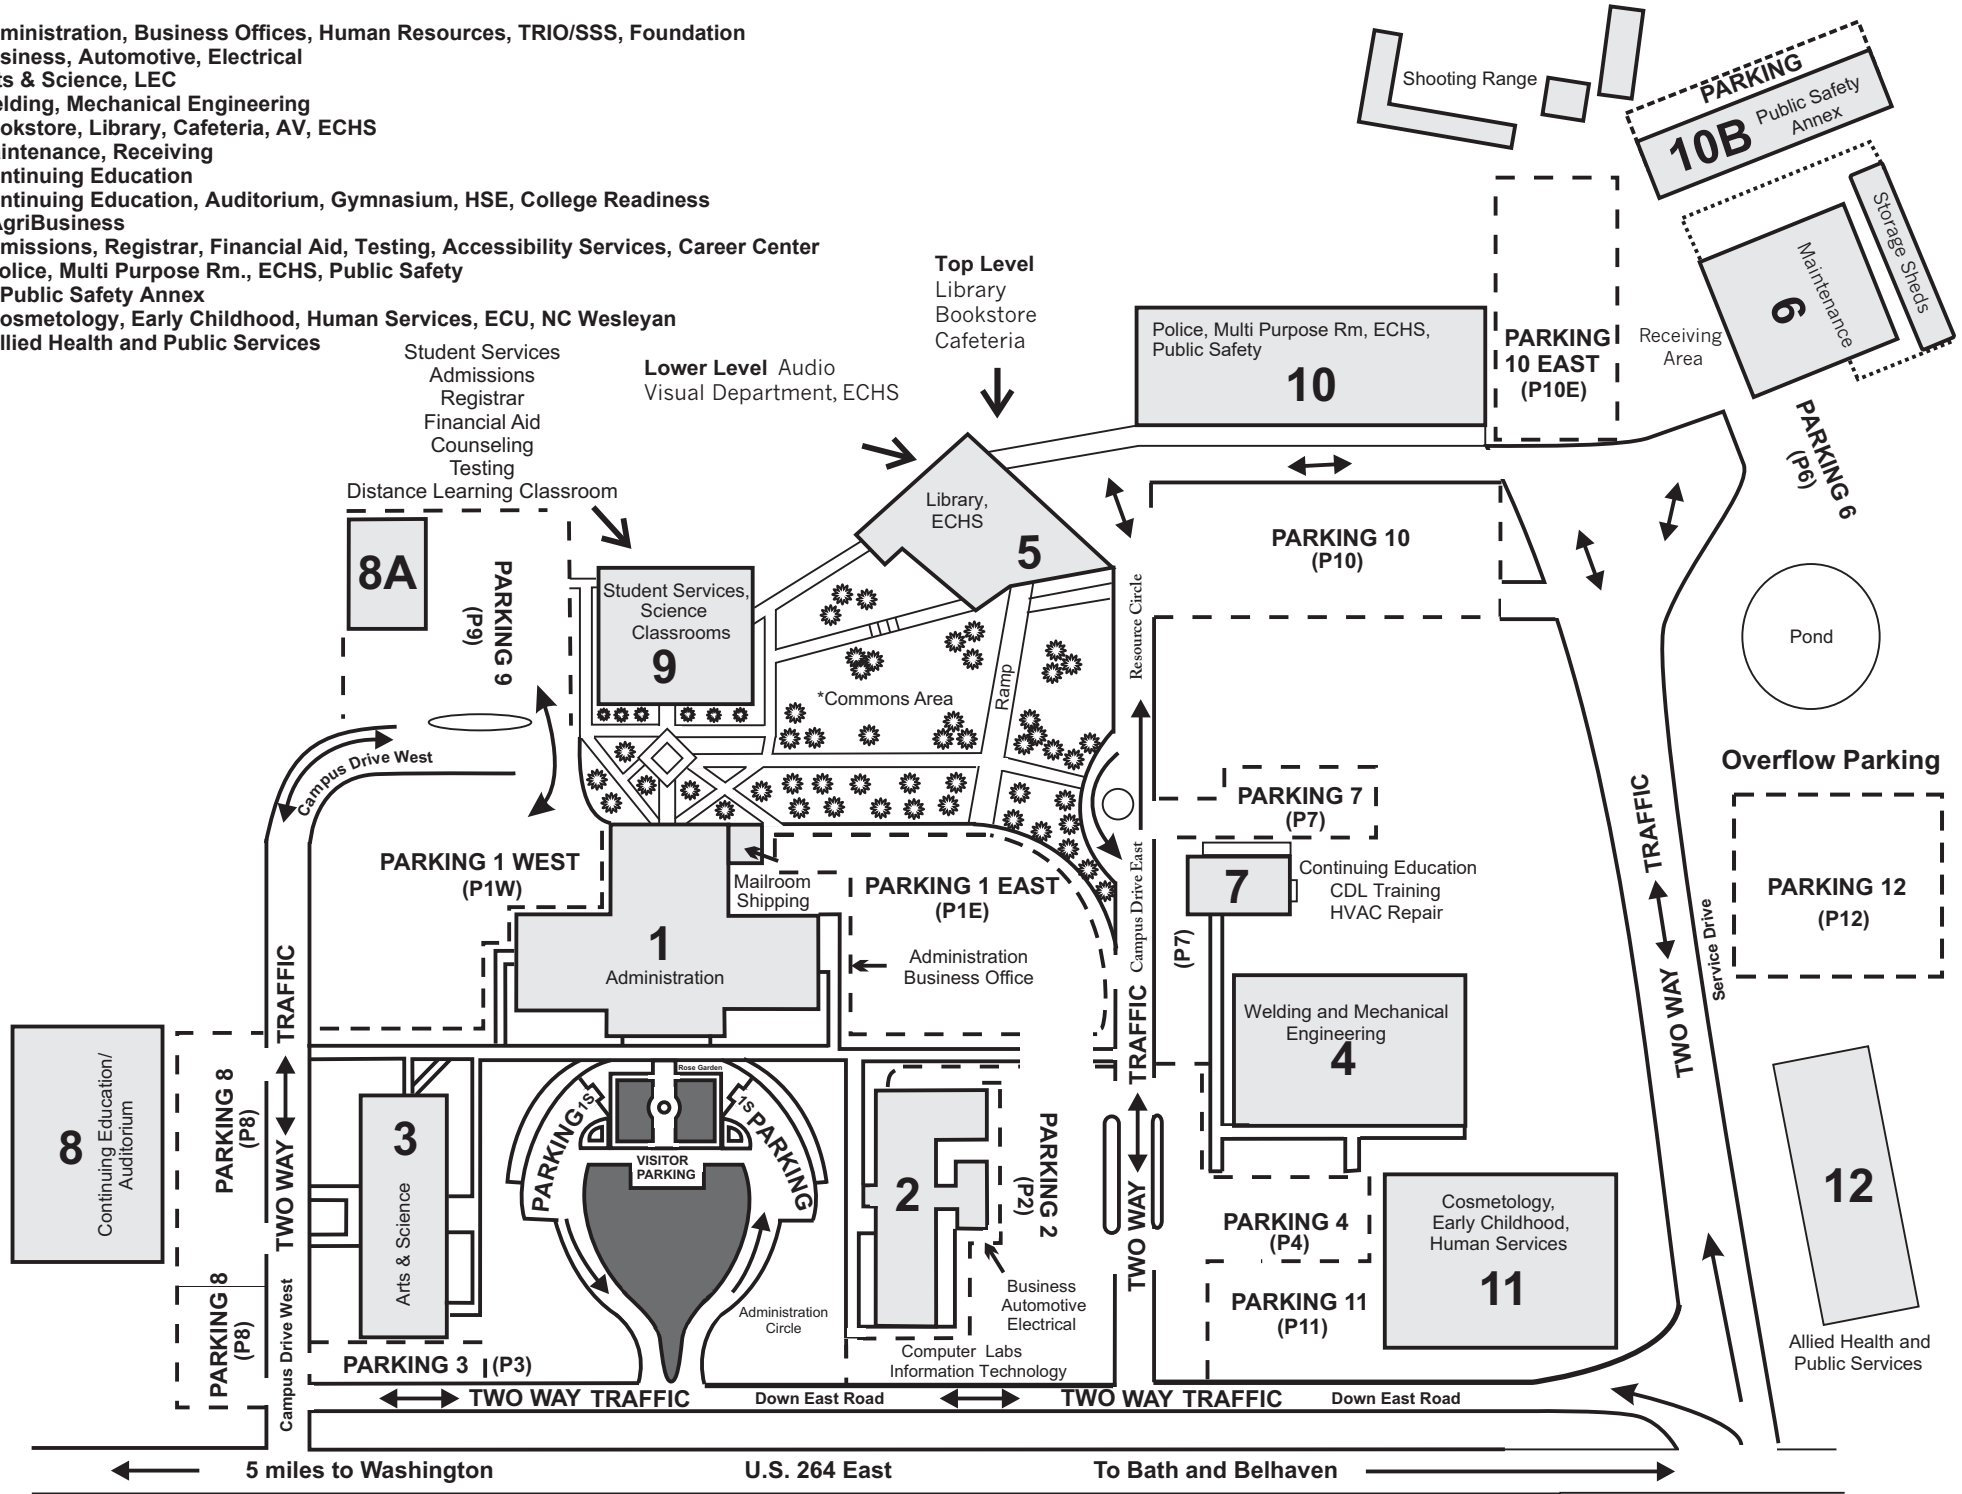 ministration, Business Offices, Human Resources, TRIO/SSS, Foundation
siness, Automotive, Electrical
ts & Science, LEC
elding, Mechanical Engineering
okstore, Library, Cafeteria, AV, ECHS
intenance, Receiving
ntinuing Education
ntinuing Education, Auditorium, Gymnasium, HSE, College Readiness
AgriBusiness
missions, Registrar, Financial Aid, Testing, Accessibility Services, Career Center
olice, Multi Purpose Rm., ECHS, Public Safety
Public Safety Annex
osmetology, Early Childhood, Human Services, ECU, NC Wesleyan
llied Health and Public Services
Student Services
Admissions
Registrar
Financial Aid
Counseling
Testing
Distance Learning Classroom
Lower Level Audio
Visual Department, ECHS
Top Level
Library
Bookstore
Cafeteria
Shooting Range
PARKING
10B
Public Safety
Annex
Storage Sheds
Maintenance
6
Receiving
Area
PARKING 6
(P6)
Police, Multi Purpose Rm, ECHS,
Public Safety
10
PARKING
10 EAST
(P10E)
Library,
ECHS
5
PARKING 10
(P10)
8A
PARKING 9
(P9)
Student Services,
Science
Classrooms
9
*Commons Area
Ramp
Resource Circle
Pond
Campus Drive West
Overflow Parking
PARKING 12
(P12)
PARKING 7
(P7)
7
Continuing Education
CDL Training
HVAC Repair
(P7)
PARKING 1 WEST
(P1W)
Mailroom
Shipping
PARKING 1 EAST
(P1E)
1
Administration
Administration
Business Office
Campus Drive East
TRAFFIC
TWO WAY
TRAFFIC
TWO WAY
Service Drive
Welding and Mechanical
Engineering
4
8
Continuing Education/
Auditorium
PARKING 8
(P8)
PARKING 8
(P8)
TRAFFIC
TWO WAY
Campus Drive West
3
Arts & Science
Rose Garden
PARKING
1S
1S
PARKING
VISITOR
PARKING
Administration
Circle
2
PARKING 2
(P2)
Business
Automotive
Electrical
Computer Labs
Information Technology
PARKING 4
(P4)
PARKING 11
(P11)
Cosmetology,
Early Childhood,
Human Services
11
12
Allied Health and
Public Services
PARKING 3 (P3)
TWO WAY TRAFFIC
Down East Road
TWO WAY TRAFFIC
Down East Road
5 miles to Washington
U.S. 264 East
To Bath and Belhaven